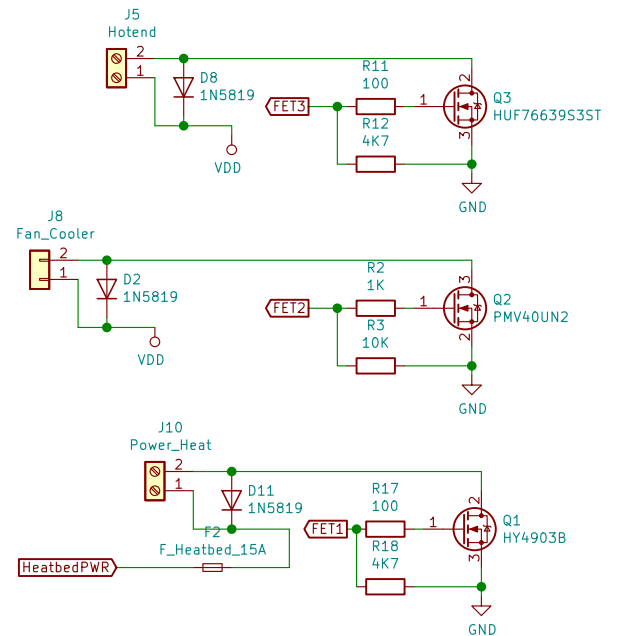 J5
Hotend
2
1
D8
1N5819
VDD
FET3
R11
100
R12
4K7
1
2
3
Q3
HUF76639S3ST
GND
J8
Fan_Cooler
2
1
D2
1N5819
VDD
FET2
R2
1K
R3
10K
1
3
2
Q2
PMV40UN2
GND
J10
Power_Heat
2
1
D11
1N5819
F2
F_Heatbed_15A
HeatbedPWR
FET1
R17
100
R18
4K7
1
2
3
Q1
HY4903B
GND